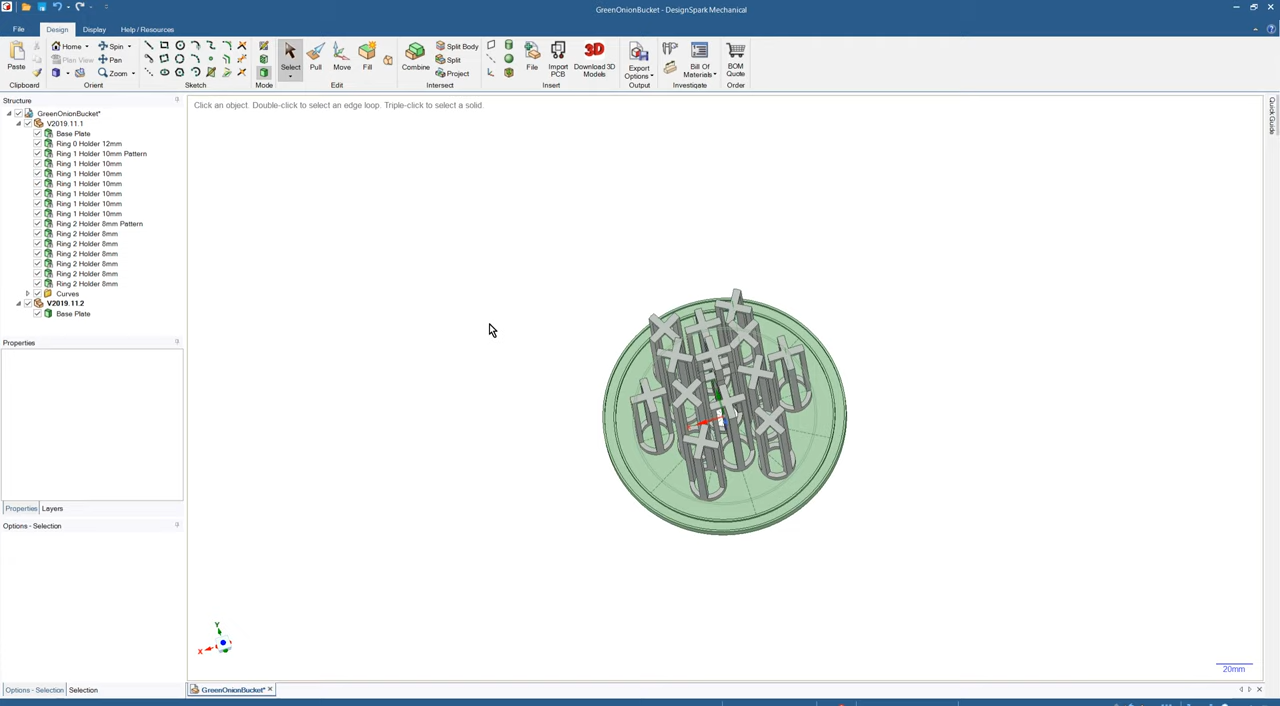 GreenOnionBucket - DesignSpark Mechanical
File Design Display Help / Resources
Paste
Clipboard
Home Spin
Plan View Pan
Zoom
Orient
Sketch
Mode
Select Pull Move Fill
Edit
Combine Split Body
Split
Project
Intersect
File Import PCB Download 3D Models
Insert
Export Options
Output
Bill Of Materials
Investigate
BOM Quote
Order
Structure
GreenOnionBucket*
V2019.11.1
Base Plate
Ring 0 Holder 12mm
Ring 1 Holder 10mm Pattern
Ring 1 Holder 10mm
Ring 1 Holder 10mm
Ring 1 Holder 10mm
Ring 1 Holder 10mm
Ring 1 Holder 10mm
Ring 1 Holder 10mm
Ring 2 Holder 8mm Pattern
Ring 2 Holder 8mm
Ring 2 Holder 8mm
Ring 2 Holder 8mm
Ring 2 Holder 8mm
Ring 2 Holder 8mm
Ring 2 Holder 8mm
Curves
V2019.11.2
Base Plate
Properties
Properties Layers
Options - Selection
Options - Selection Selection
Click an object. Double-click to select an edge loop. Triple-click to select a solid.
Quick Guide
Y
X
20mm
GreenOnionBucket*